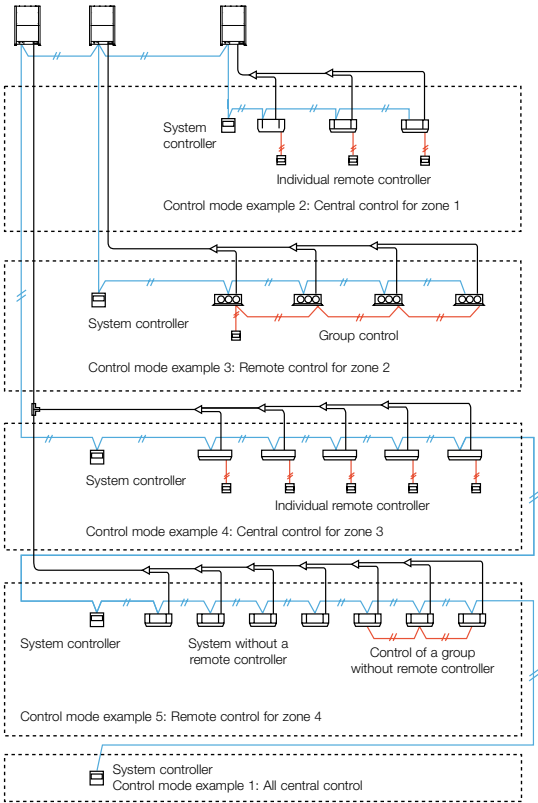 System
controller
Individual remote controller
Control mode example 2: Central control for zone 1
System controller
Group control
Control mode example 3: Remote control for zone 2
System controller
Individual remote controller
Control mode example 4: Central control for zone 3
System controller
System without a
remote controller
Control of a group
without remote controller
Control mode example 5: Remote control for zone 4
System controller
Control mode example 1: All central control